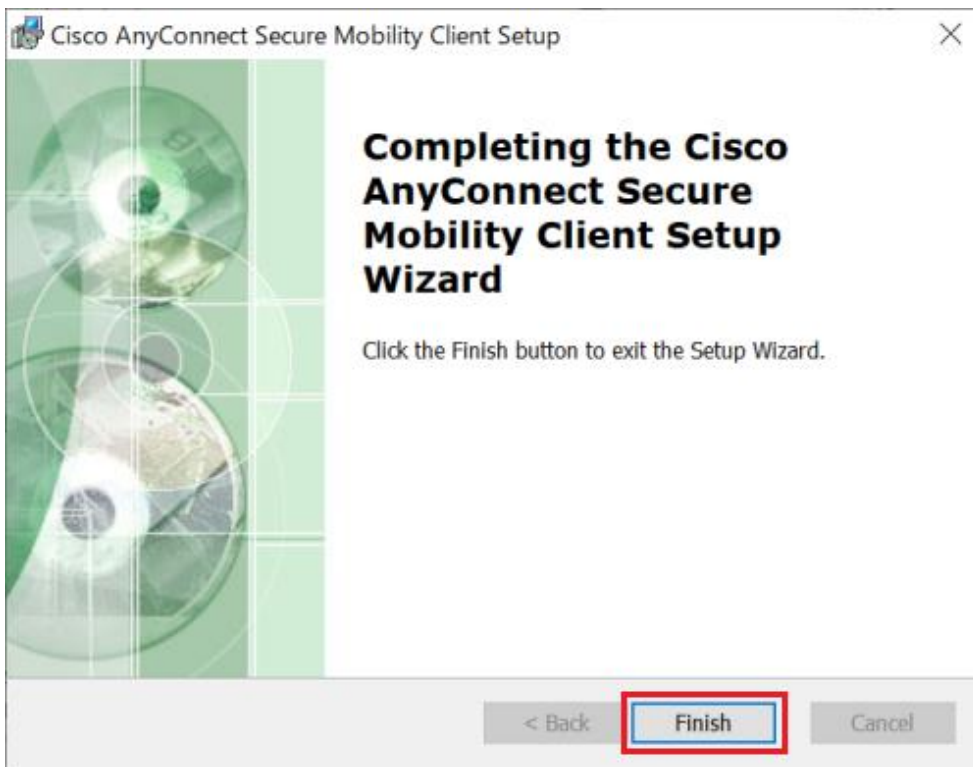 Cisco AnyConnect Secure Mobility Client Setup
Completing the Cisco
AnyConnect Secure
Mobility Client Setup
Wizard
Click the Finish button to exit the Setup Wizard.
< Back Finish Cancel